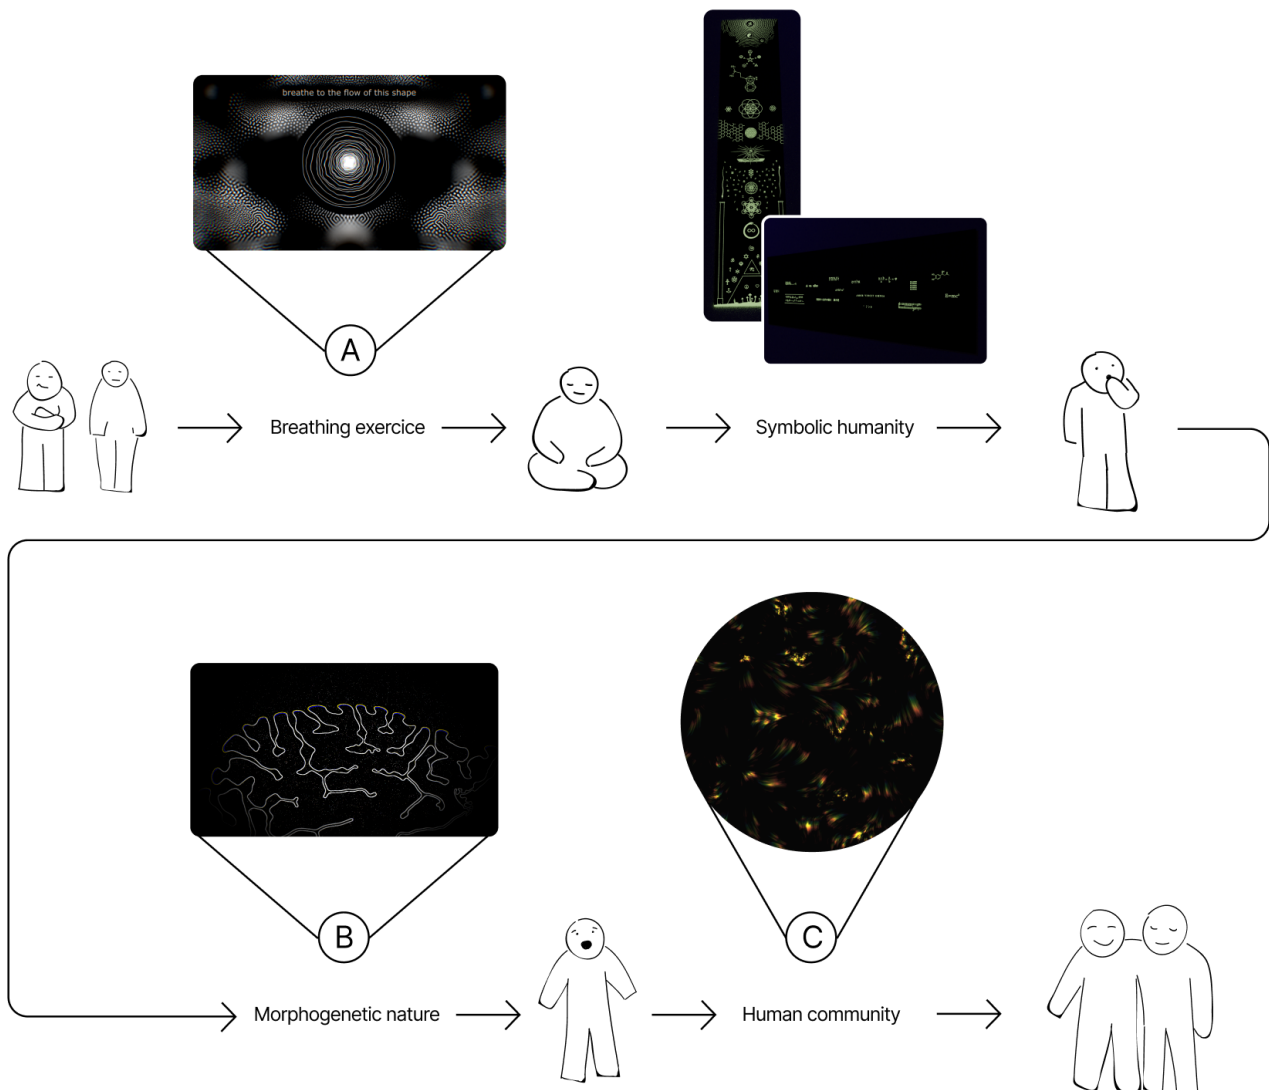 breathe to the flow of this shape
A
Breathing exercice
Symbolic humanity
B
C
Morphogenetic nature
Human community